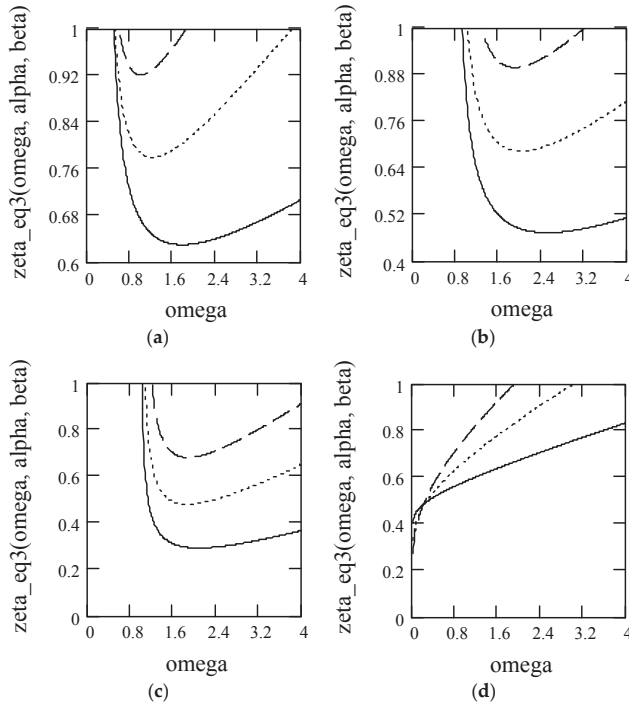 zeta_eq3(omega, alpha, beta)
1
0.92
0.84
0.76
0.68
0.6
0 0.8 1.6 2.4 3.2 4
omega
(a)
zeta_eq3(omega, alpha, beta)
1
0.88
0.76
0.64
0.52
0.4
0 0.8 1.6 2.4 3.2 4
omega
(b)
zeta_eq3(omega, alpha, beta)
1
0.8
0.6
0.4
0.2
0
0 0.8 1.6 2.4 3.2 4
omega
(c)
zeta_eq3(omega, alpha, beta)
1
0.8
0.6
0.4
0.2
0
0 0.8 1.6 2.4 3.2 4
omega
(d)